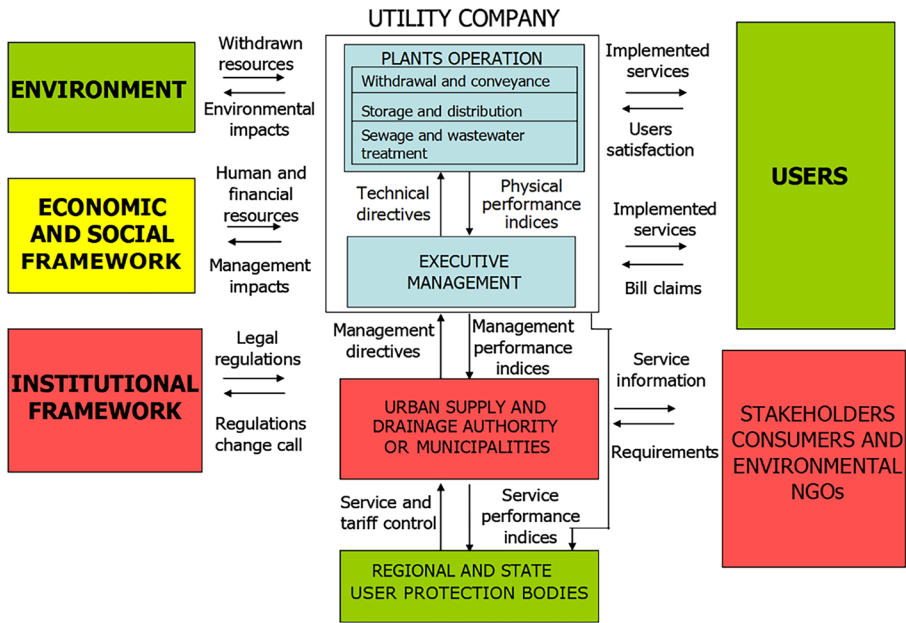 UTILITY COMPANY
ENVIRONMENT
Withdrawn
resources
Environmental
impacts
PLANTS OPERATION
Withdrawal and conveyance
Storage and distribution
Sewage and wastewater
treatment
Implemented
services
Users
satisfaction
USERS
ECONOMIC
AND SOCIAL
FRAMEWORK
Human and
financial
resources
Management
impacts
Technical
directives
Physical
performance
indices
Implemented
services
Bill claims
EXECUTIVE
MANAGEMENT
Management
directives
Management
performance
indices
INSTITUTIONAL
FRAMEWORK
Legal
regulations
Regulations
change call
URBAN SUPPLY AND
DRAINAGE AUTHORITY
OR MUNICIPALITIES
Service
information
Requirements
STAKEHOLDERS
CONSUMERS AND
ENVIRONMENTAL
NGOs
Service and
tariff control
Service
performance
indices
REGIONAL AND STATE
USER PROTECTION BODIES